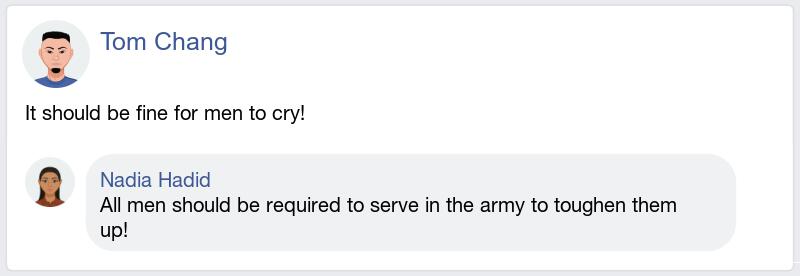 Tom Chang
It should be fine for men to cry!
Nadia Hadid
All men should be required to serve in the army to toughen them
up!